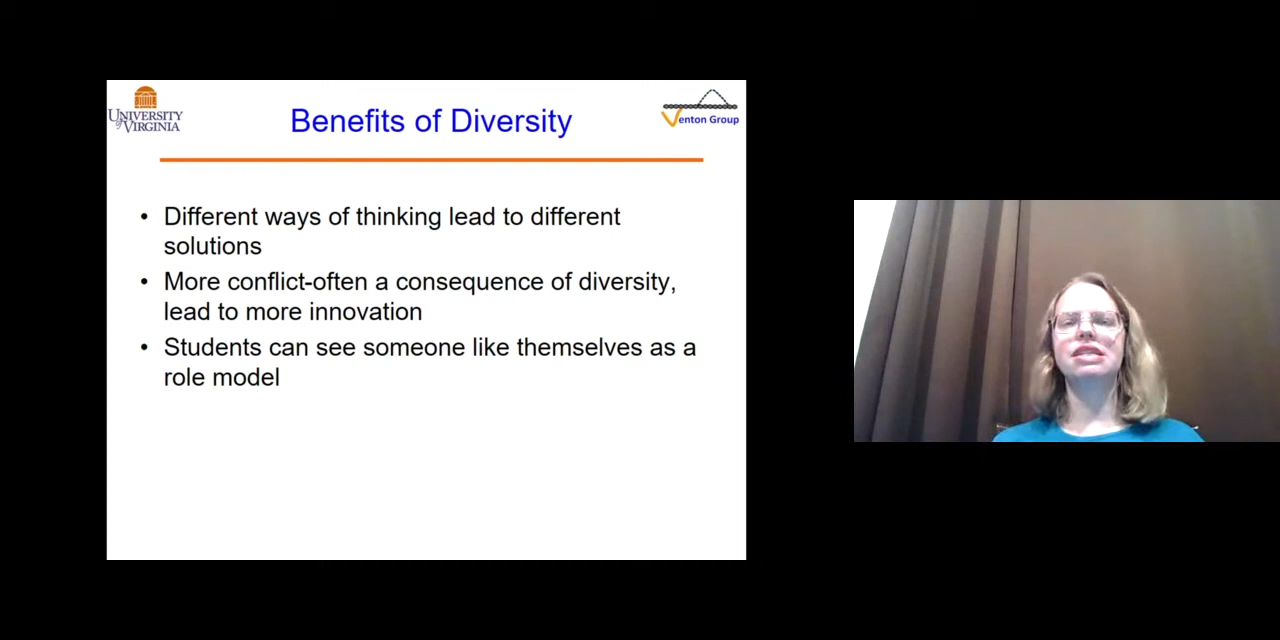 UNIVERSITY
of VIRGINIA
Benefits of Diversity
Venton Group
• Different ways of thinking lead to different
solutions
• More conflict-often a consequence of diversity,
lead to more innovation
• Students can see someone like themselves as a
role model